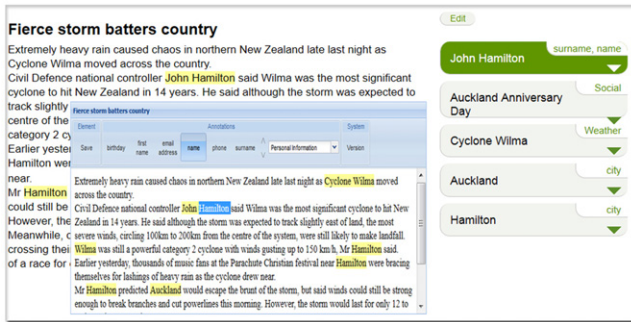 Fierce storm batters country
Extremely heavy rain caused chaos in northern New Zealand late last night as
Cyclone Wilma moved across the country.
Civil Defence national controller John Hamilton said Wilma was the most significant
cyclone to hit New Zealand in 14 years. He said although the storm was expected to
track slightly
centre of the
category 2 cy
Earlier yester
Hamilton wer
near.
Mr Hamilton
could still be
However, the
Meanwhile, c
crossing thei
of a race for
Fierce storm batters country
Element Annotations System
Save birthday first name email address name phone surname Personal Information Version
Extremely heavy rain caused chaos in northern New Zealand late last night as Cyclone Wilma moved
across the country.
Civil Defence national controller John Hamilton said Wilma was the most significant cyclone to hit New
Zealand in 14 years. He said although the storm was expected to track slightly east of land, the most
severe winds, circling 100km to 200km from the centre of the system, were still likely to make landfall.
Wilma was still a powerful category 2 cyclone with winds gusting up to 150 km/h, Mr Hamilton said.
Earlier yesterday, thousands of music fans at the Parachute Christian festival near Hamilton were bracing
themselves for lashings of heavy rain as the cyclone drew near.
Mr Hamilton predicted Auckland would escape the brunt of the storm, but said winds could still be strong
enough to break branches and cut powerlines this morning. However, the storm would last for only 12 to
Edit
surname, name
John Hamilton
Social
Auckland Anniversary
Day
Weather
Cyclone Wilma
city
Auckland
city
Hamilton